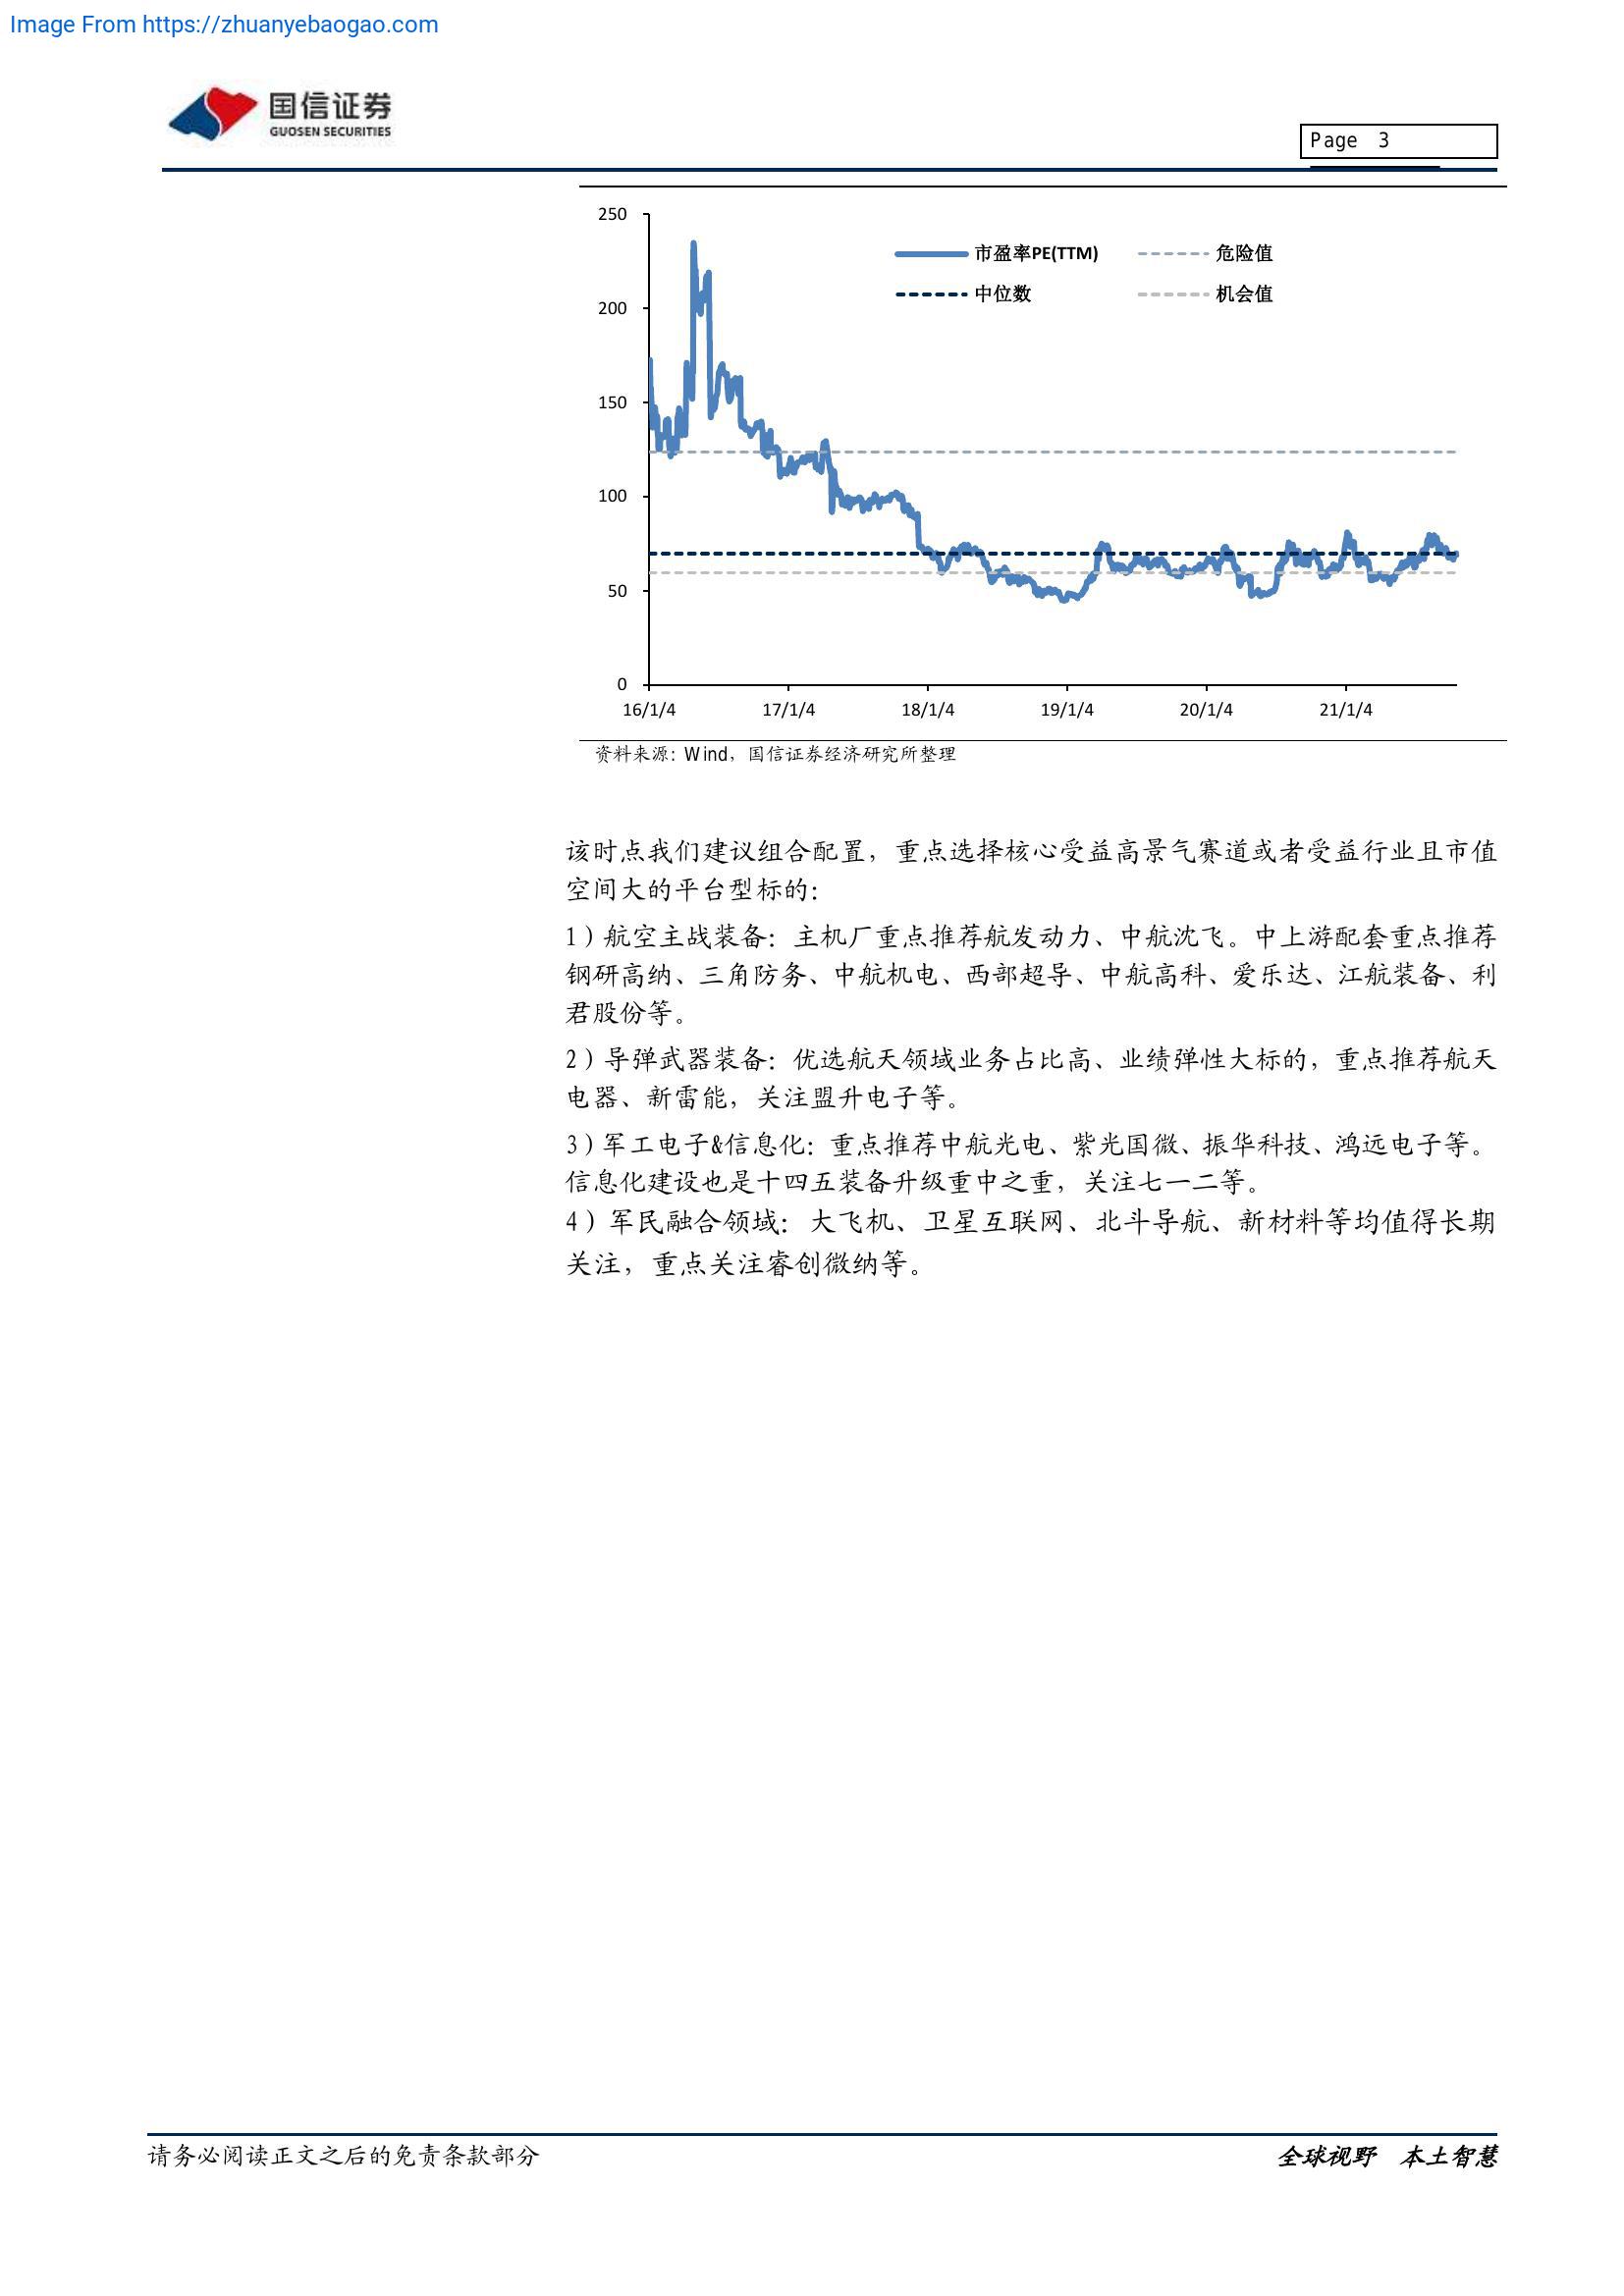 Image From https://zhuanyebaogao.com
国信证券
GUOSEN SECURITIES
Page 3
250
200
150
100
50
0
市盈率PE(TTM)
危险值
中位数
机会值
16/1/4 17/1/4 18/1/4 19/1/4 20/1/4 21/1/4
资料来源：Wind，国信证券经济研究所整理
该时点我们建议组合配置，重点选择核心受益高景气赛道或者受益行业且市值
空间大的平台型标的：
1）航空主战装备：主机厂重点推荐航发动力、中航沈飞。中上游配套重点推荐
钢研高纳、三角防务、中航机电、西部超导、中航高科、爱乐达、江航装备、利
君股份等。
2）导弹武器装备：优选航天领域业务占比高、业绩弹性大标的，重点推荐航天
电器、新雷能，关注盟升电子等。
3）军工电子&信息化：重点推荐中航光电、紫光国微、振华科技、鸿远电子等。
信息化建设也是十四五装备升级重中之重，关注七一二等。
4）军民融合领域：大飞机、卫星互联网、北斗导航、新材料等均值得长期
关注，重点关注睿创微纳等。
请务必阅读正文之后的免责条款部分
全球视野 本土智慧